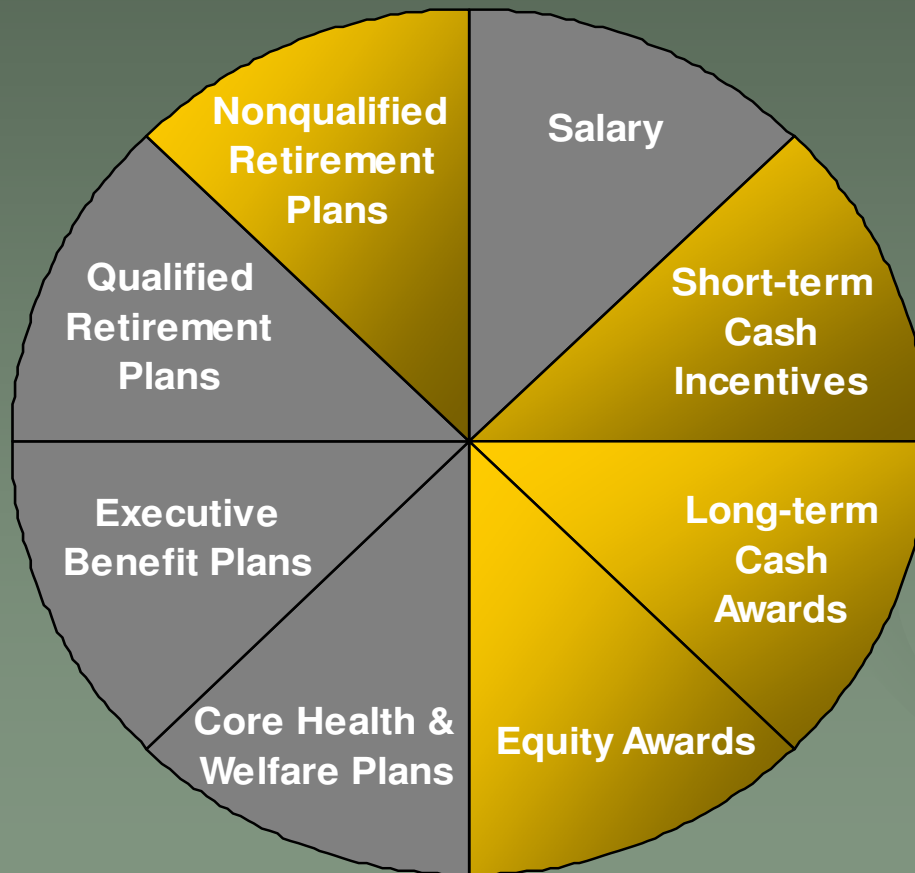 Nonqualified
Retirement
Plans
Salary
Qualified
Retirement
Plans
Short-term
Cash
Incentives
Executive
Benefit Plans
Long-term
Cash
Awards
Core Health &
Welfare Plans
Equity Awards